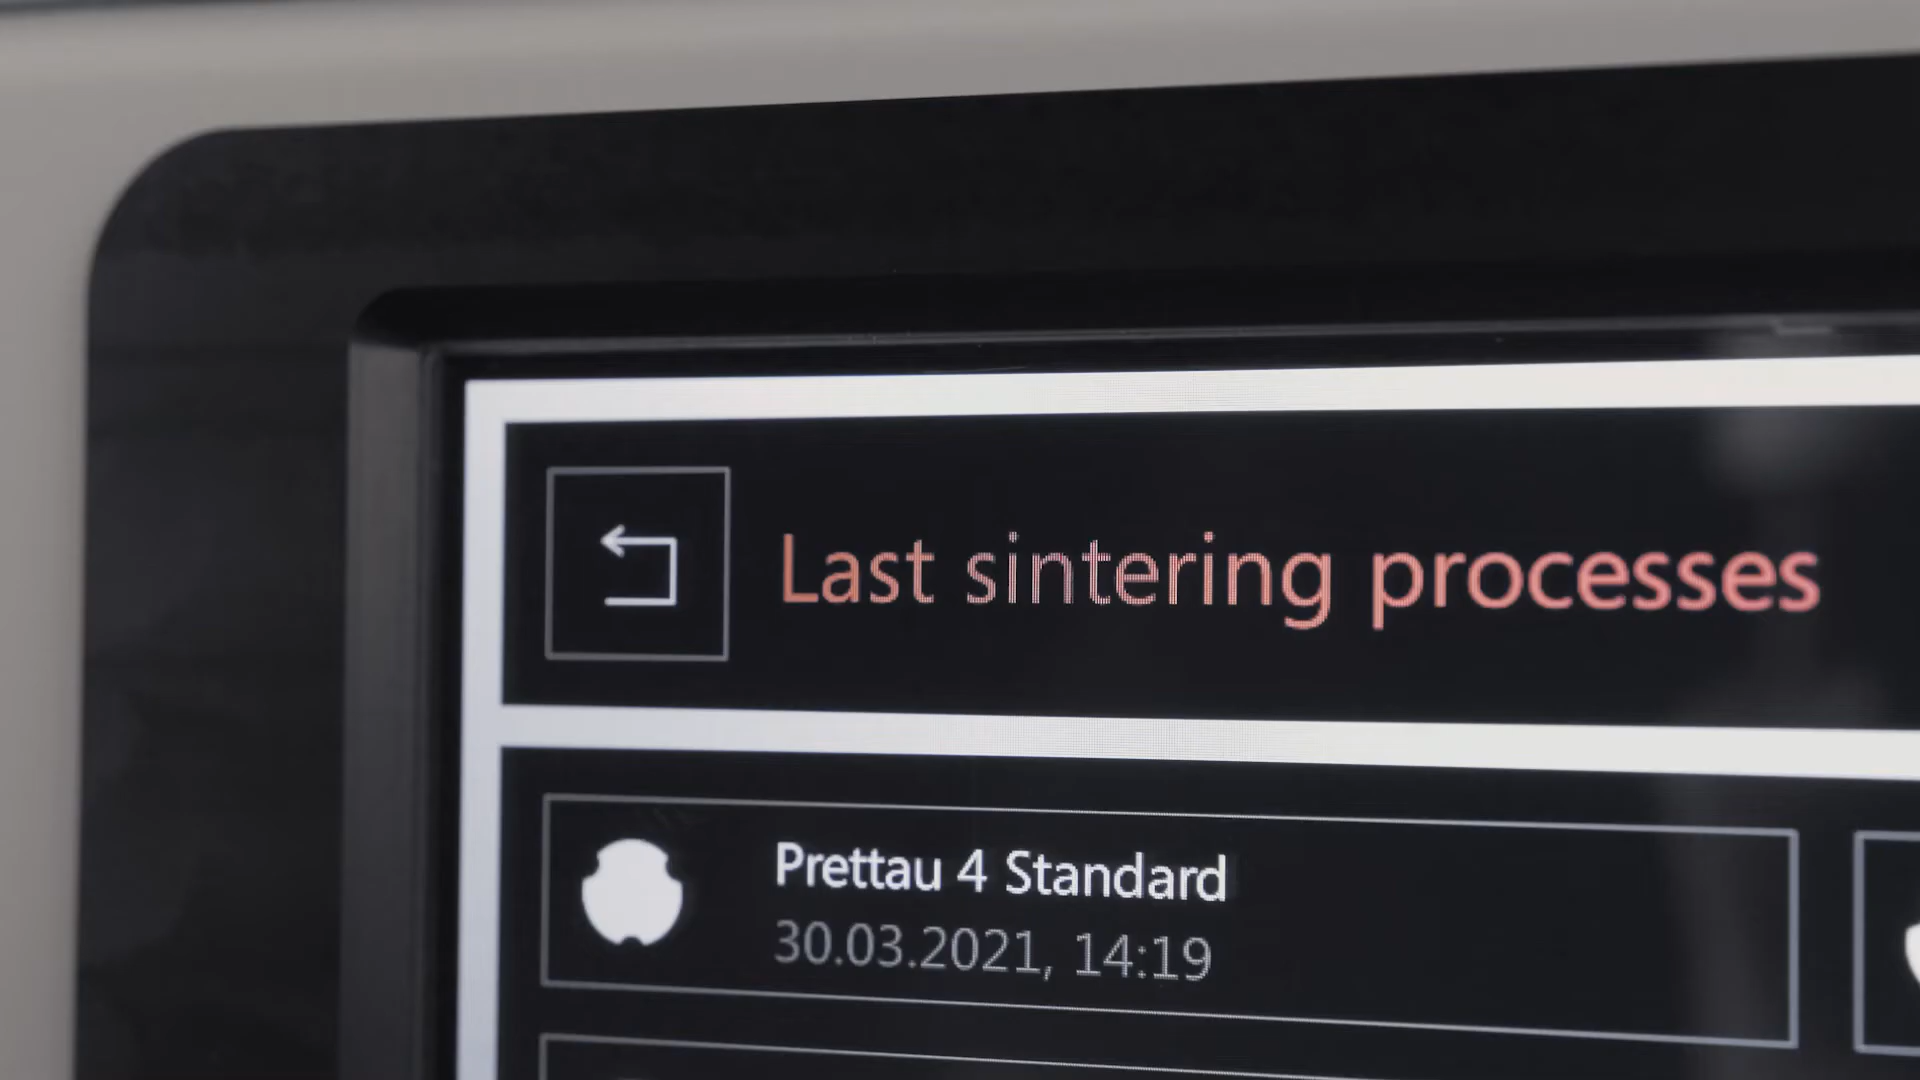 Last sintering processes
Prettau 4 Standard
30.03.2021, 14:19